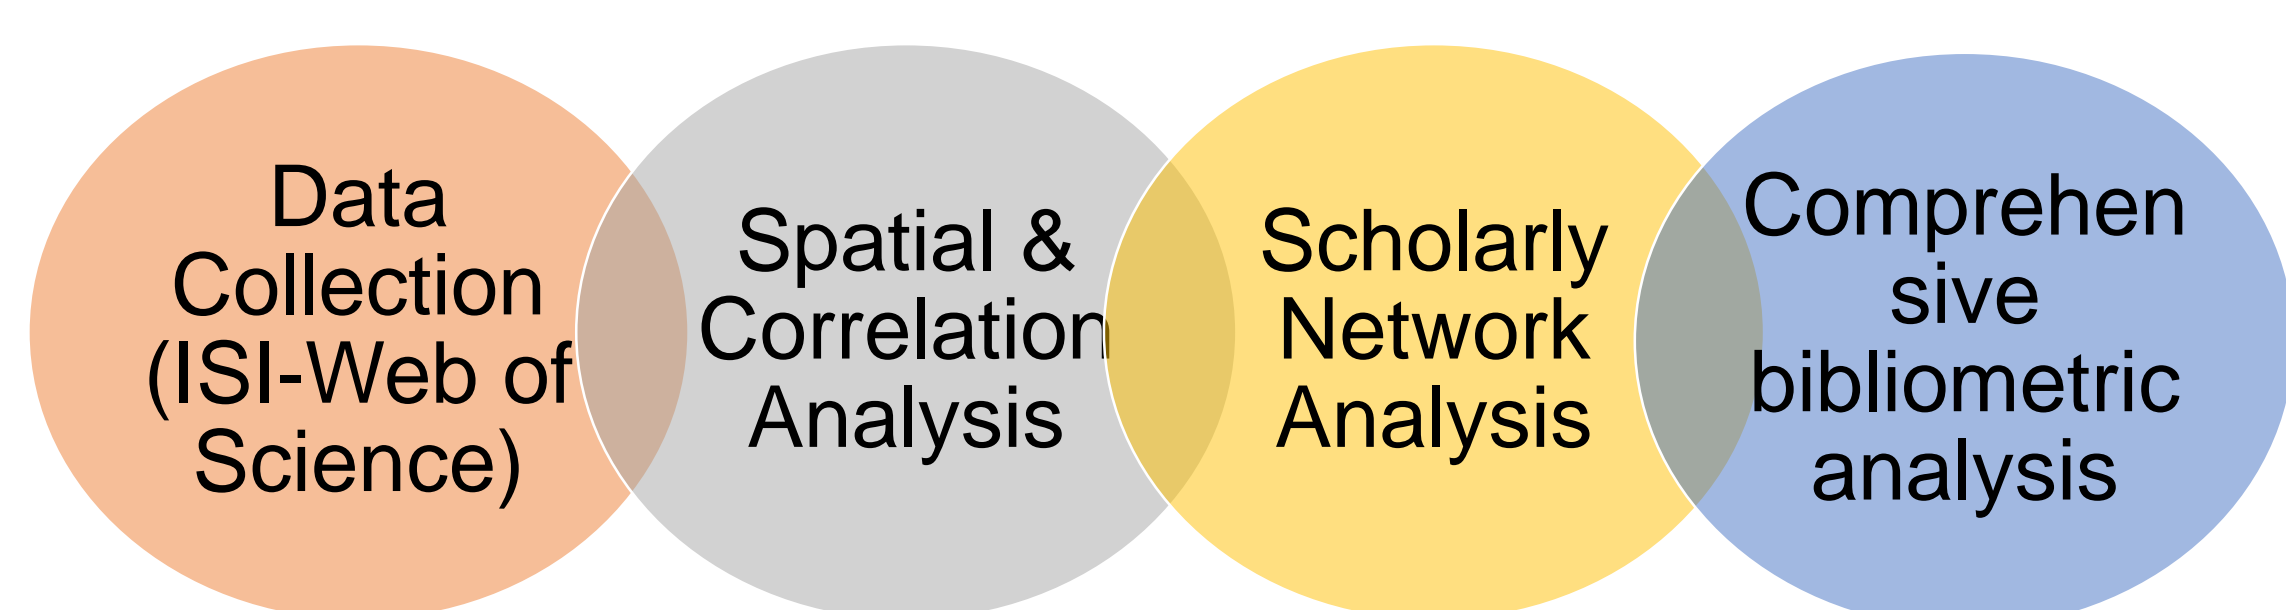 Data
Collection
(ISI-Web of
Science)
Spatial &
Correlation
Analysis
Scholarly
Network
Analysis
Comprehen
sive
bibliometric
analysis